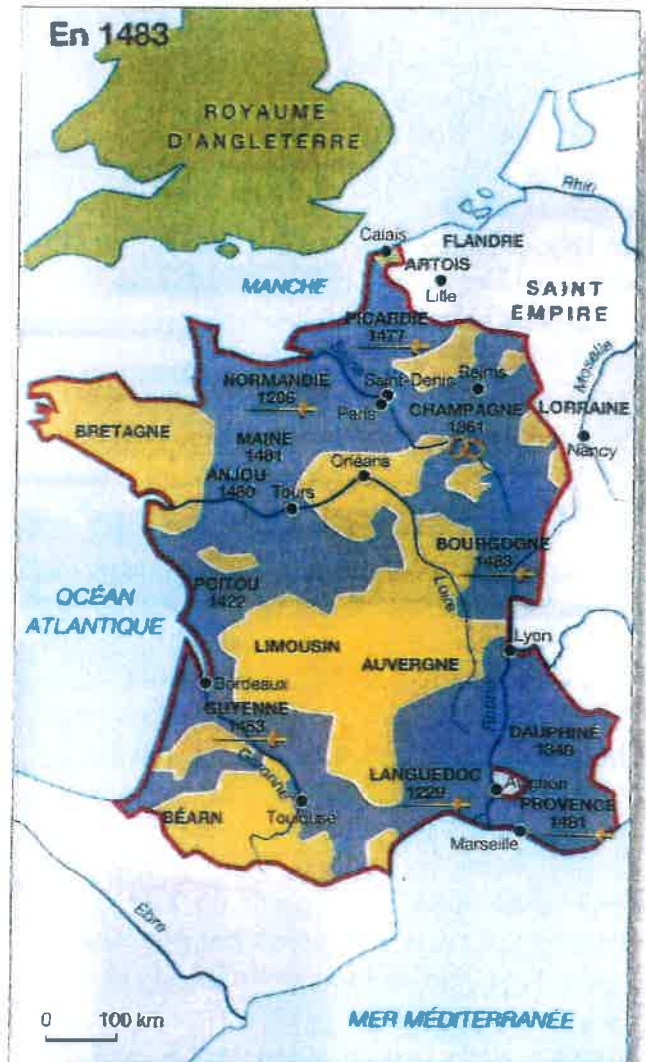 En 1483
ROYAUME
D'ANGLETERRE
Rhin
80
Calais
FLANDRE
ARTOIS
Lille
SAINT
EMPIRE
MANCHE
PICARDIE
1477
Moselle
Seine
NORMANDIE
1206
Saint-Denis
Reims
Paris
CHAMPAGNE
1361
LORRAINE
Nancy
BRETAGNE
MAINE
1481
Orléans
ANJOU
1480
Tours
BOURGOGNE
1483
POITOU
1422
Loire
OCÉAN
ATLANTIQUE
LIMOUSIN
AUVERGNE
Lyon
Bordeaux
Rhône
GUYENNE
1453
DAUPHINÉ
1349
Garonne
LANGUEDOC
1229
Avignon
PROVENCE
1481
BÉARN
Toulouse
Marseille
Èbre
0 100 km
MER MÉDITERRANÉE